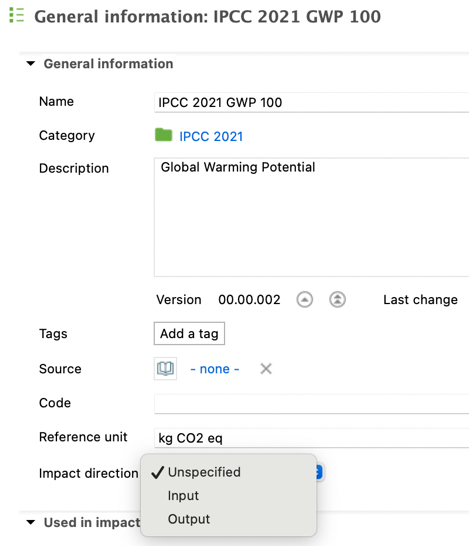 General information: IPCC 2021 GWP 100
General information
Name IPCC 2021 GWP 100
Category IPCC 2021
Description Global Warming Potential
Version 00.00.002 Last change
Tags Add a tag
Source - none -
Code
Reference unit kg CO2 eq
Impact direction Unspecified
Input
Output
Used in impact